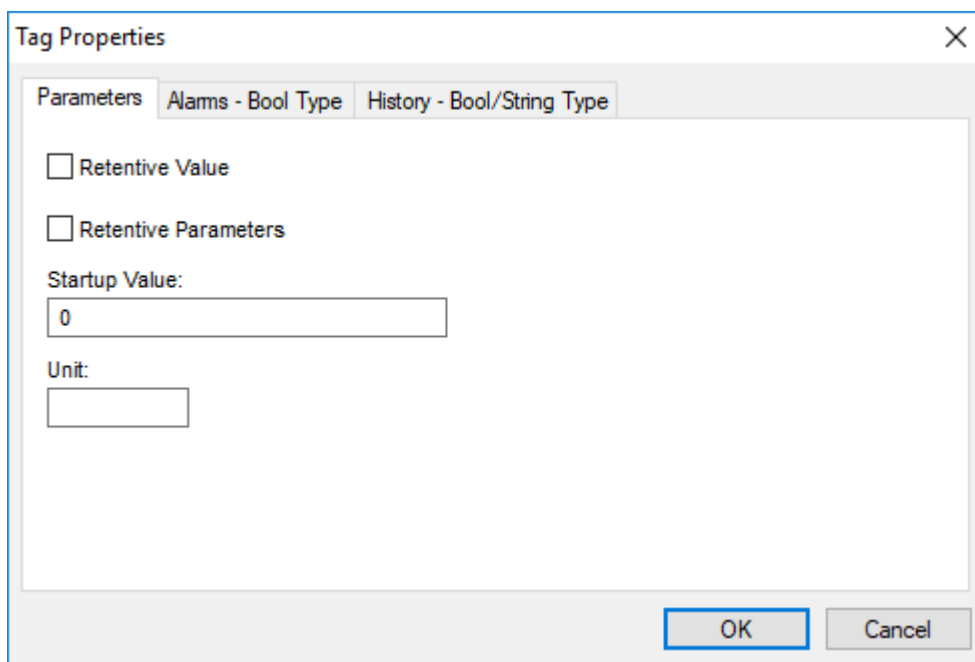 Tag Properties
Parameters Alarms - Bool Type History - Bool/String Type
Retentive Value
Retentive Parameters
Startup Value:
0
Unit:
OK Cancel